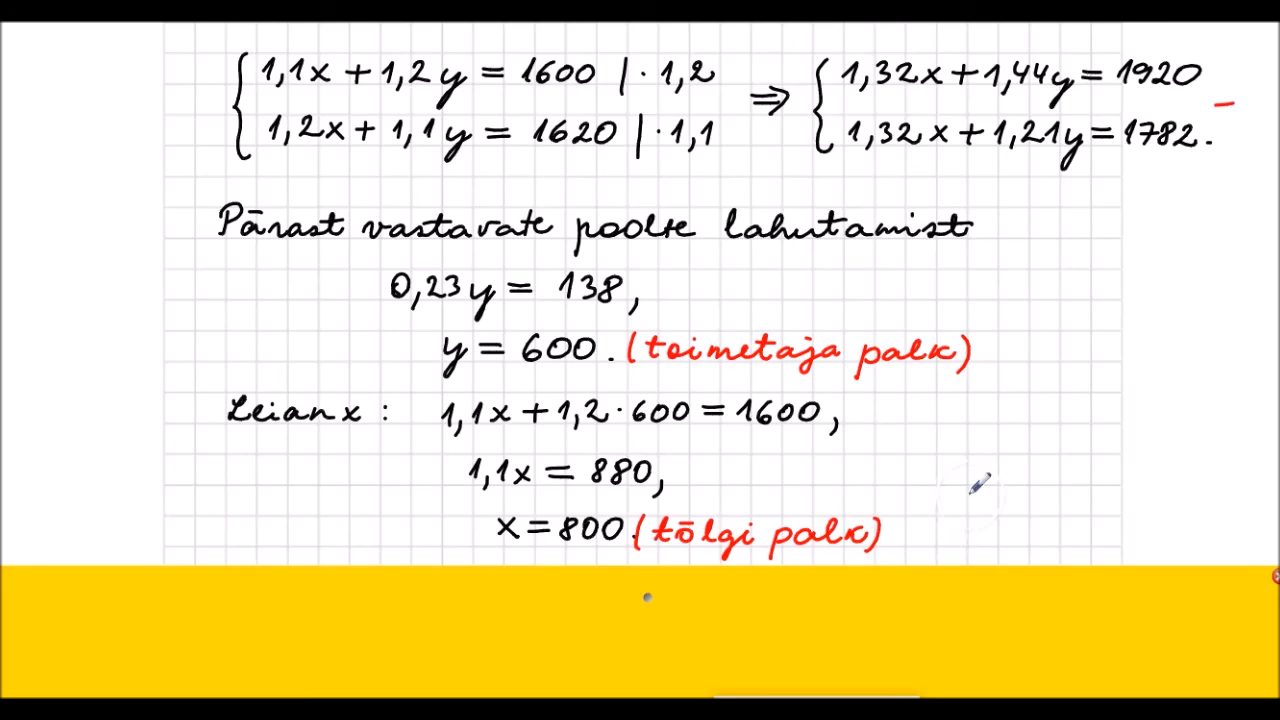 1,1x + 1,2y = 1600 | · 1,2 ⇒ 1,32x + 1,44y = 1920
1,2x + 1,1y = 1620 | · 1,1 1,32x + 1,21y = 1782. −
Pārast vastavate poolte lahutamist
0,23y = 138,
y = 600. (toimetaja palk)
Leian x : 1,1x + 1,2 · 600 = 1600,
1,1x = 880,
x = 800. (tōlgi palk)